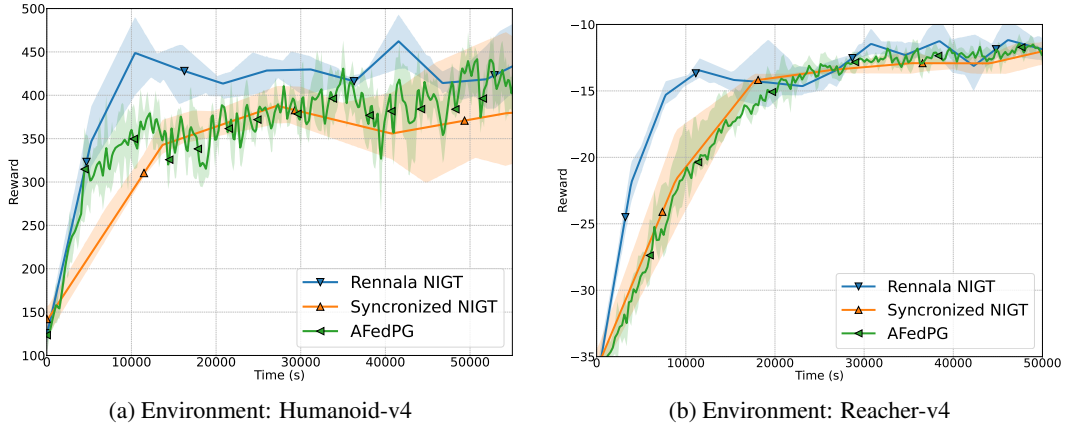 500
450
400
350
300
250
200
150
100
Reward
0
10000
20000
30000
40000
50000
Time (s)
Rennala NIGT
Syncronized NIGT
AFedPG
(a) Environment: Humanoid-v4
−10
−15
−20
−25
−30
−35
Reward
0
10000
20000
30000
40000
50000
Time (s)
Rennala NIGT
Syncronized NIGT
AFedPG
(b) Environment: Reacher-v4